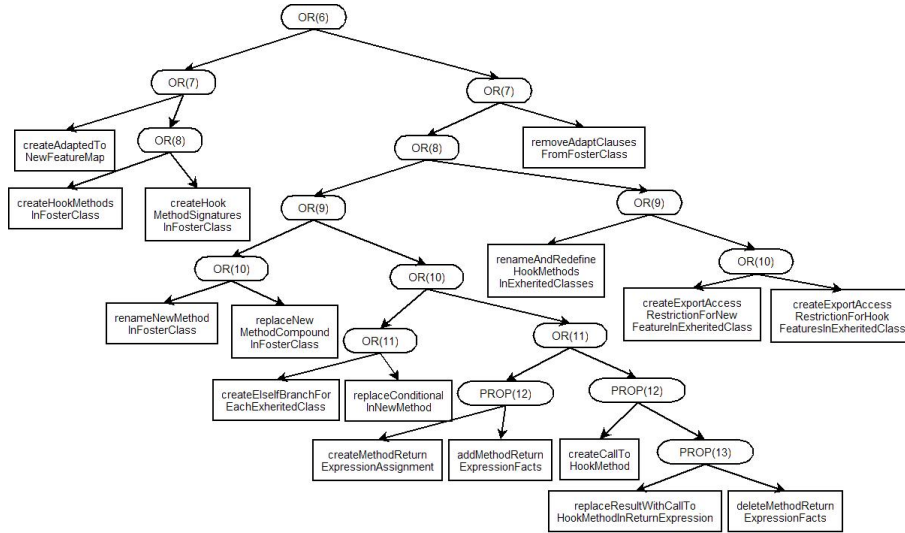 OR(6)
OR(7)
OR(7)
createAdaptedTo
NewFeatureMap
OR(8)
OR(8)
removeAdaptClauses
FromFosterClass
createHookMethods
InFosterClass
createHook
MethodSignatures
InFosterClass
OR(9)
OR(9)
OR(10)
OR(10)
renameAndRedefine
HookMethods
InExheritedClasses
OR(10)
renameNewMethod
InFosterClass
replaceNew
MethodCompound
InFosterClass
createExportAccess
RestrictionForNew
FeatureInExheritedClass
createExportAccess
RestrictionForHook
FeaturesInExheritedClass
OR(11)
OR(11)
createElseIfBranchFor
EachExheritedClass
replaceConditional
InNewMethod
PROP(12)
PROP(12)
createMethodReturn
ExpressionAssignment
addMethodReturn
ExpressionFacts
createCallTo
HookMethod
PROP(13)
replaceResultWithCallTo
HookMethodInReturnExpression
deleteMethodReturn
ExpressionFacts